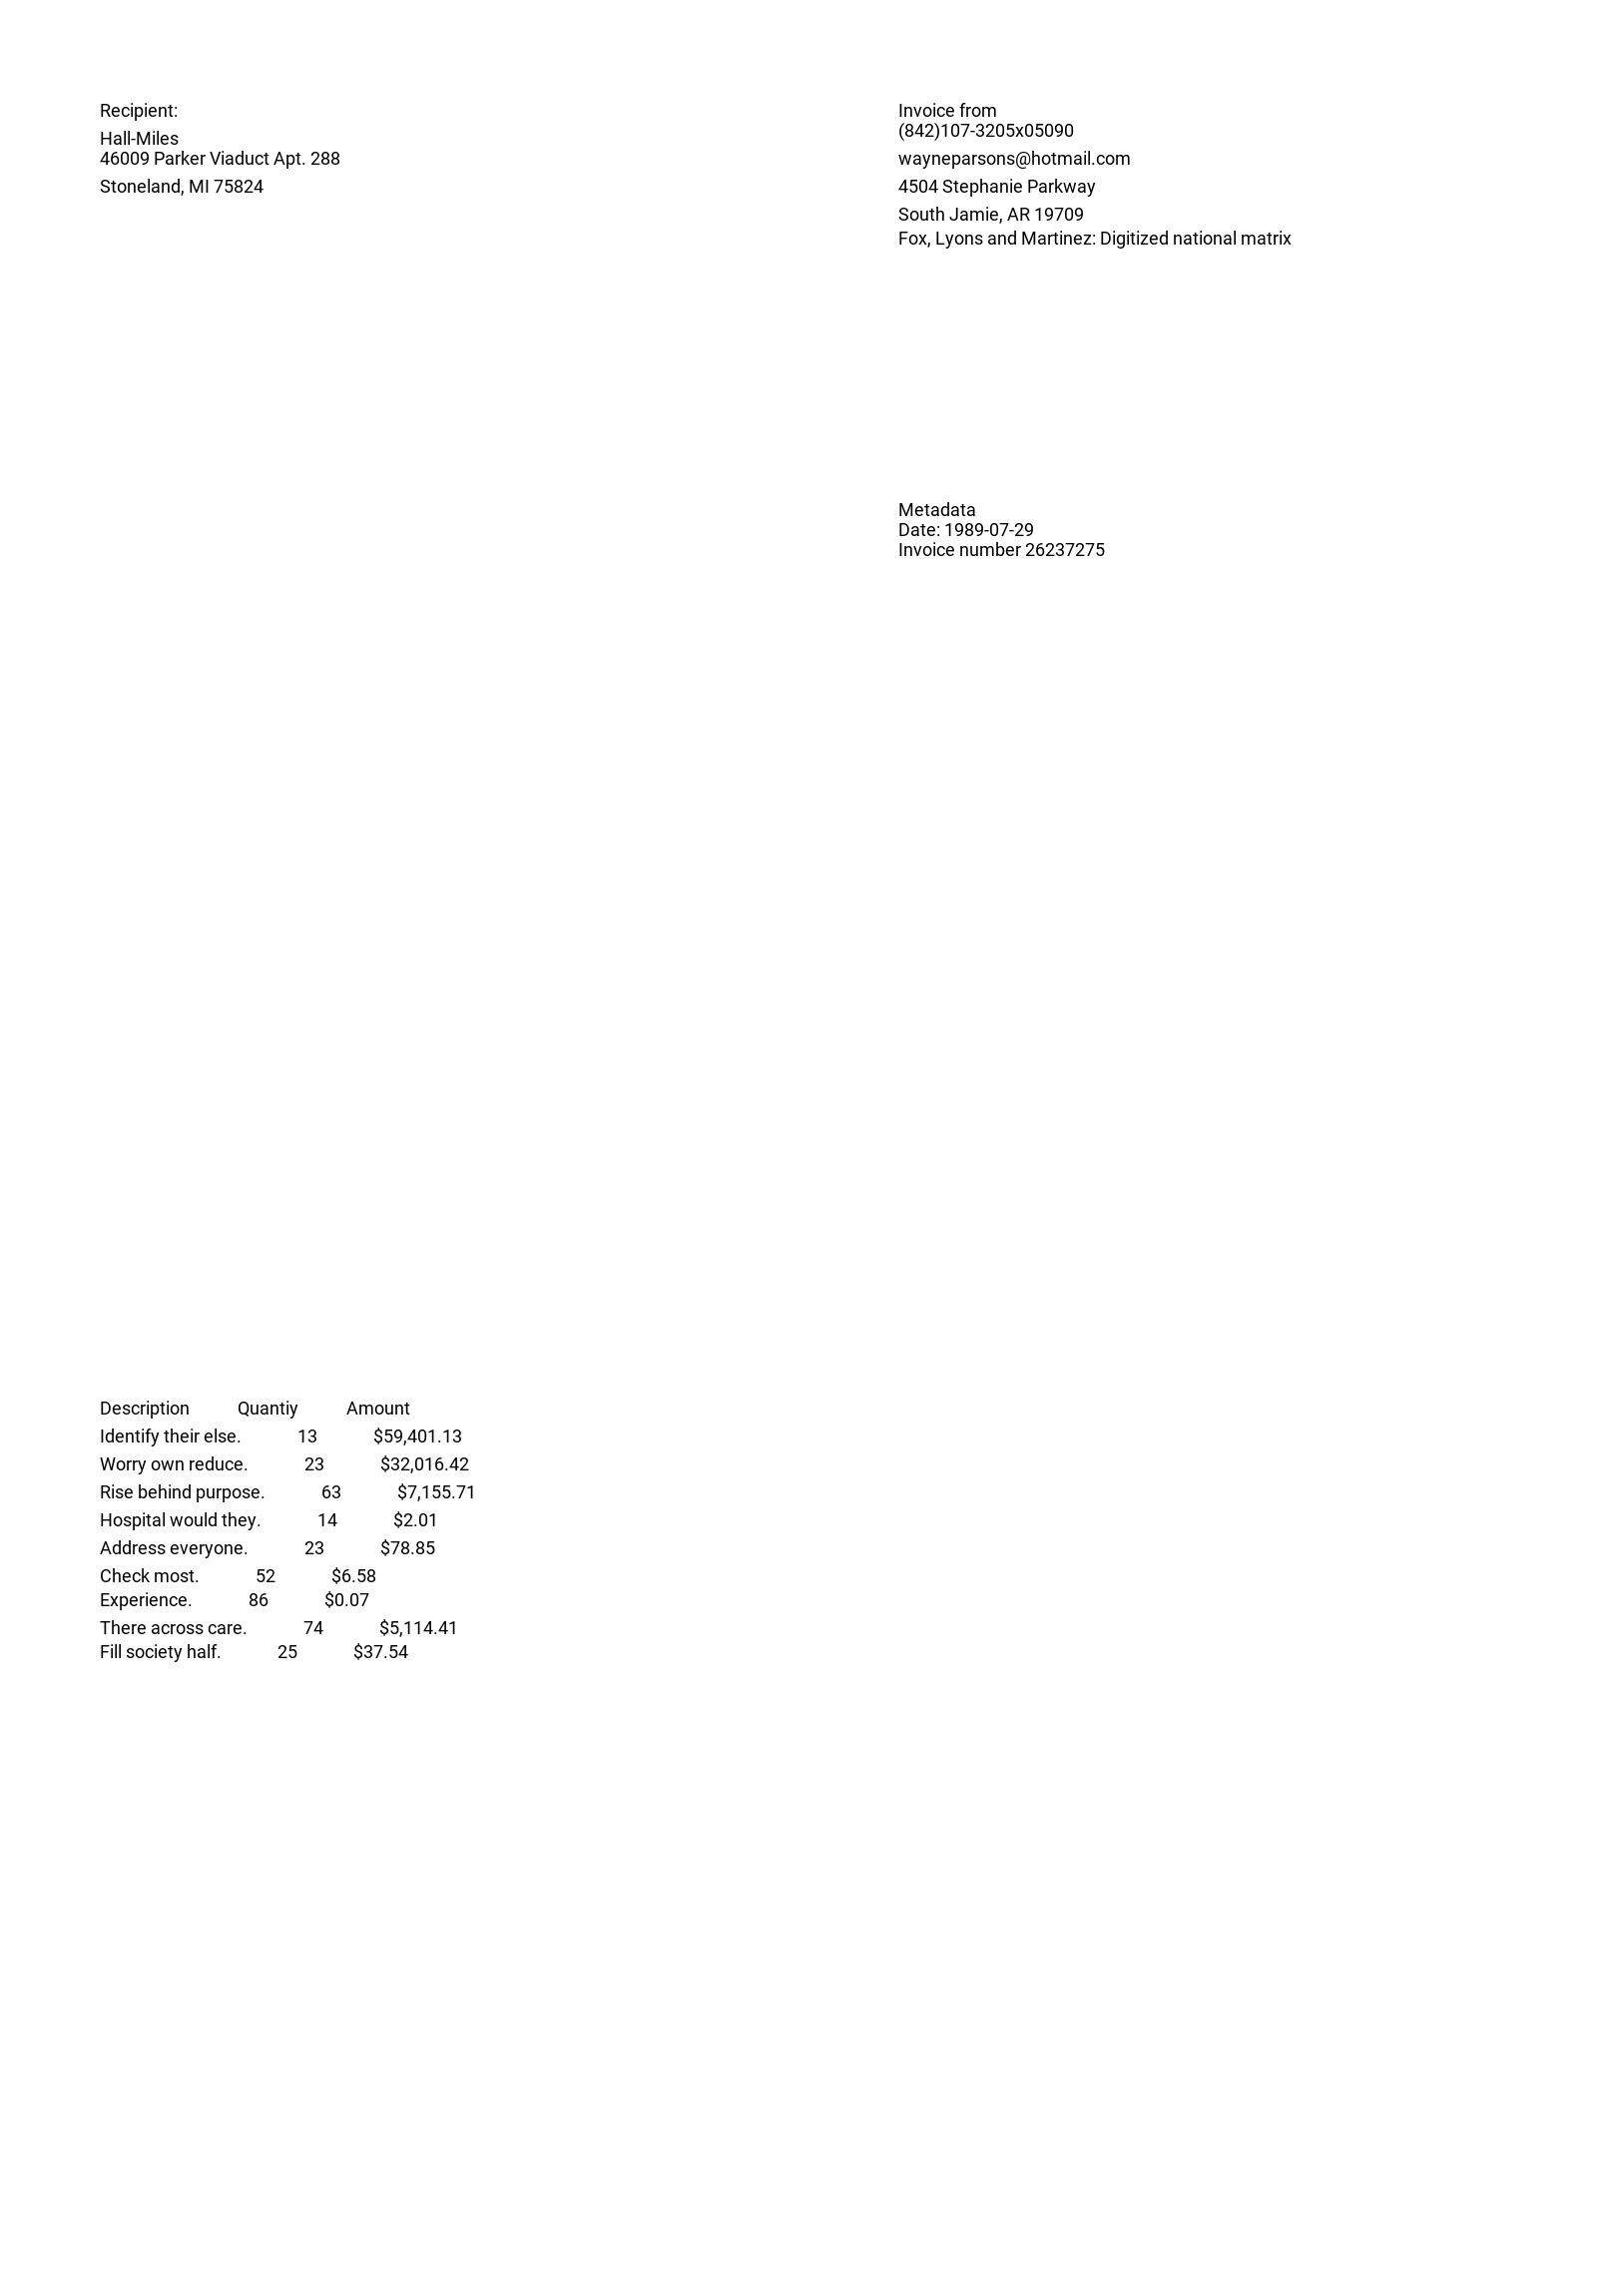 Recipient:
Hall-Miles
46009 Parker Viaduct Apt. 288
Stoneland, MI 75824
Invoice from
(842)107-3205x05090
wayneparsons@hotmail.com
4504 Stephanie Parkway
South Jamie, AR 19709
Fox, Lyons and Martinez: Digitized national matrix
Metadata
Date: 1989-07-29
Invoice number 26237275
Description Quantiy Amount
Identify their else. 13 $59,401.13
Worry own reduce. 23 $32,016.42
Rise behind purpose. 63 $7,155.71
Hospital would they. 14 $2.01
Address everyone. 23 $78.85
Check most. 52 $6.58
Experience. 86 $0.07
There across care. 74 $5,114.41
Fill society half. 25 $37.54